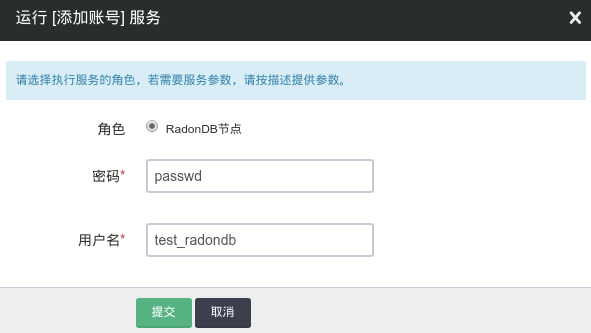 运行 [添加账号] 服务
请选择执行服务的角色，若需要服务参数，请按描述提供参数。
角色 RadonDB节点
密码* passwd
用户名* test_radondb
提交 取消